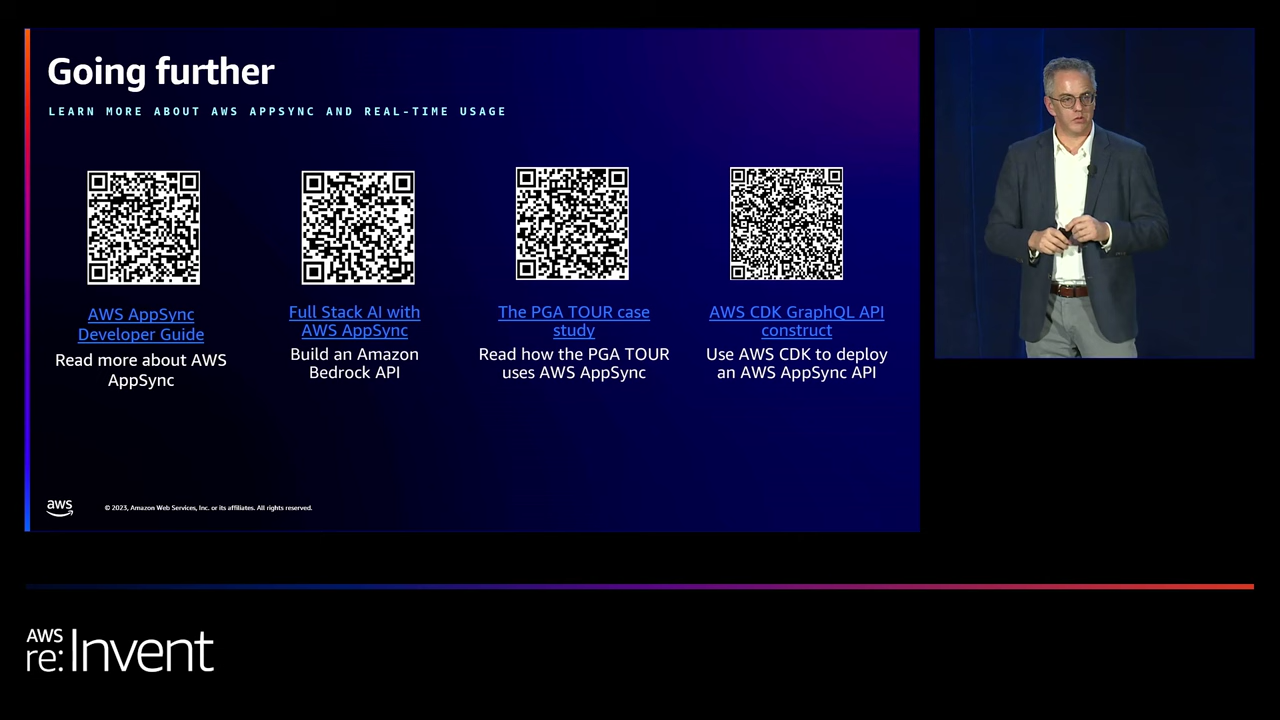 Going further
LEARN MORE ABOUT AWS APPSYNC AND REAL-TIME USAGE
AWS AppSync
Developer Guide
Read more about AWS
AppSync
Full Stack AI with
AWS AppSync
Build an Amazon
Bedrock API
The PGA TOUR case
study
Read how the PGA TOUR
uses AWS AppSync
AWS CDK GraphQL API
construct
Use AWS CDK to deploy
an AWS AppSync API
aws
© 2023, Amazon Web Services, Inc. or its affiliates. All rights reserved.
AWS
re:Invent